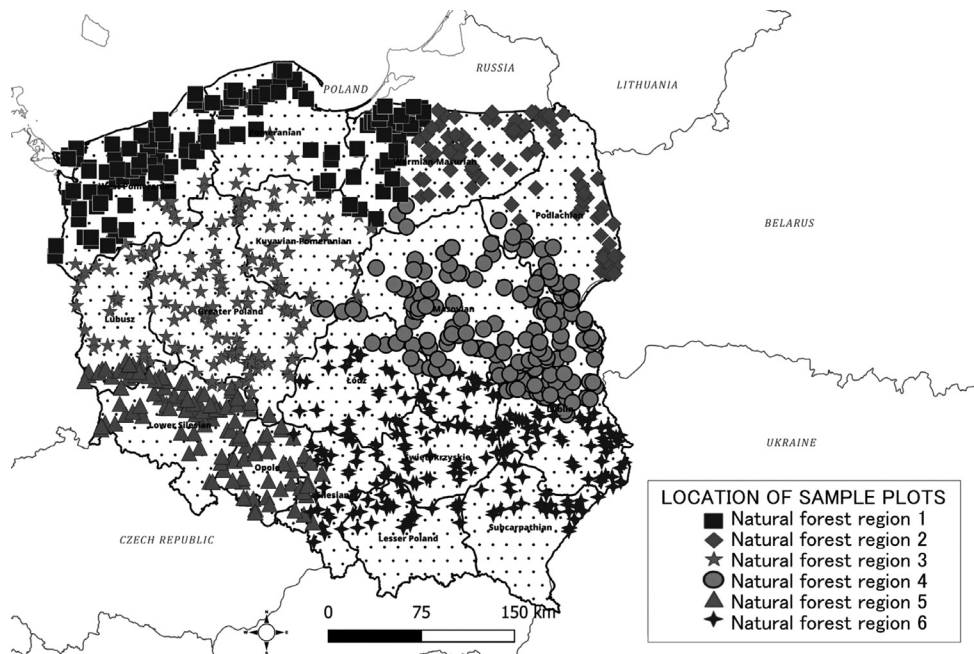 RUSSIA
LITHUANIA
POLAND
Pomeranian
Warmian-Masurian
West Pomeranian
Podlachian
BELARUS
Kuyavian-Pomeranian
Masovian
Greater Poland
Lubusz
Łódź
Lublin
Lower Silesian
UKRAINE
Świętokrzyskie
Opole
Silesian
Subcarpathian
Lesser Poland
CZECH REPUBLIC
LOCATION OF SAMPLE PLOTS
Natural forest region 1
Natural forest region 2
Natural forest region 3
Natural forest region 4
Natural forest region 5
Natural forest region 6
0 75 150 km